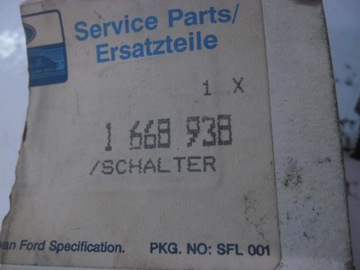 Service Parts/
Ersatzteile
1 X
1 668 938
/SCHALTER
Ford Specification. PKG. NO: SFL 001